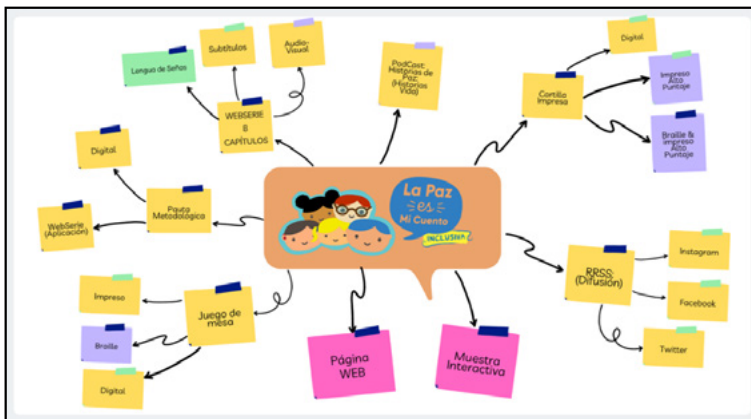 Lengua de Señas
Subtítulos
Audio-
Visual
WEBSERIE
8
CAPÍTULOS
PodCast:
Historias de
Paz:
(Historias
Vida)
Digital
Cartilla
Impresa
Impreso
Alto
Puntaje
Braille &
Impreso
Alto
Puntaje
Digital
Pauta
Metodológica
WebSerie
(Aplicación)
La Paz
es
Mi Cuento
INCLUSIVA
Impreso
Juego de
mesa
Braille
Digital
Página
WEB
Muestra
Interactiva
RRSS:
(Difusión)
Instagram
Facebook
Twitter